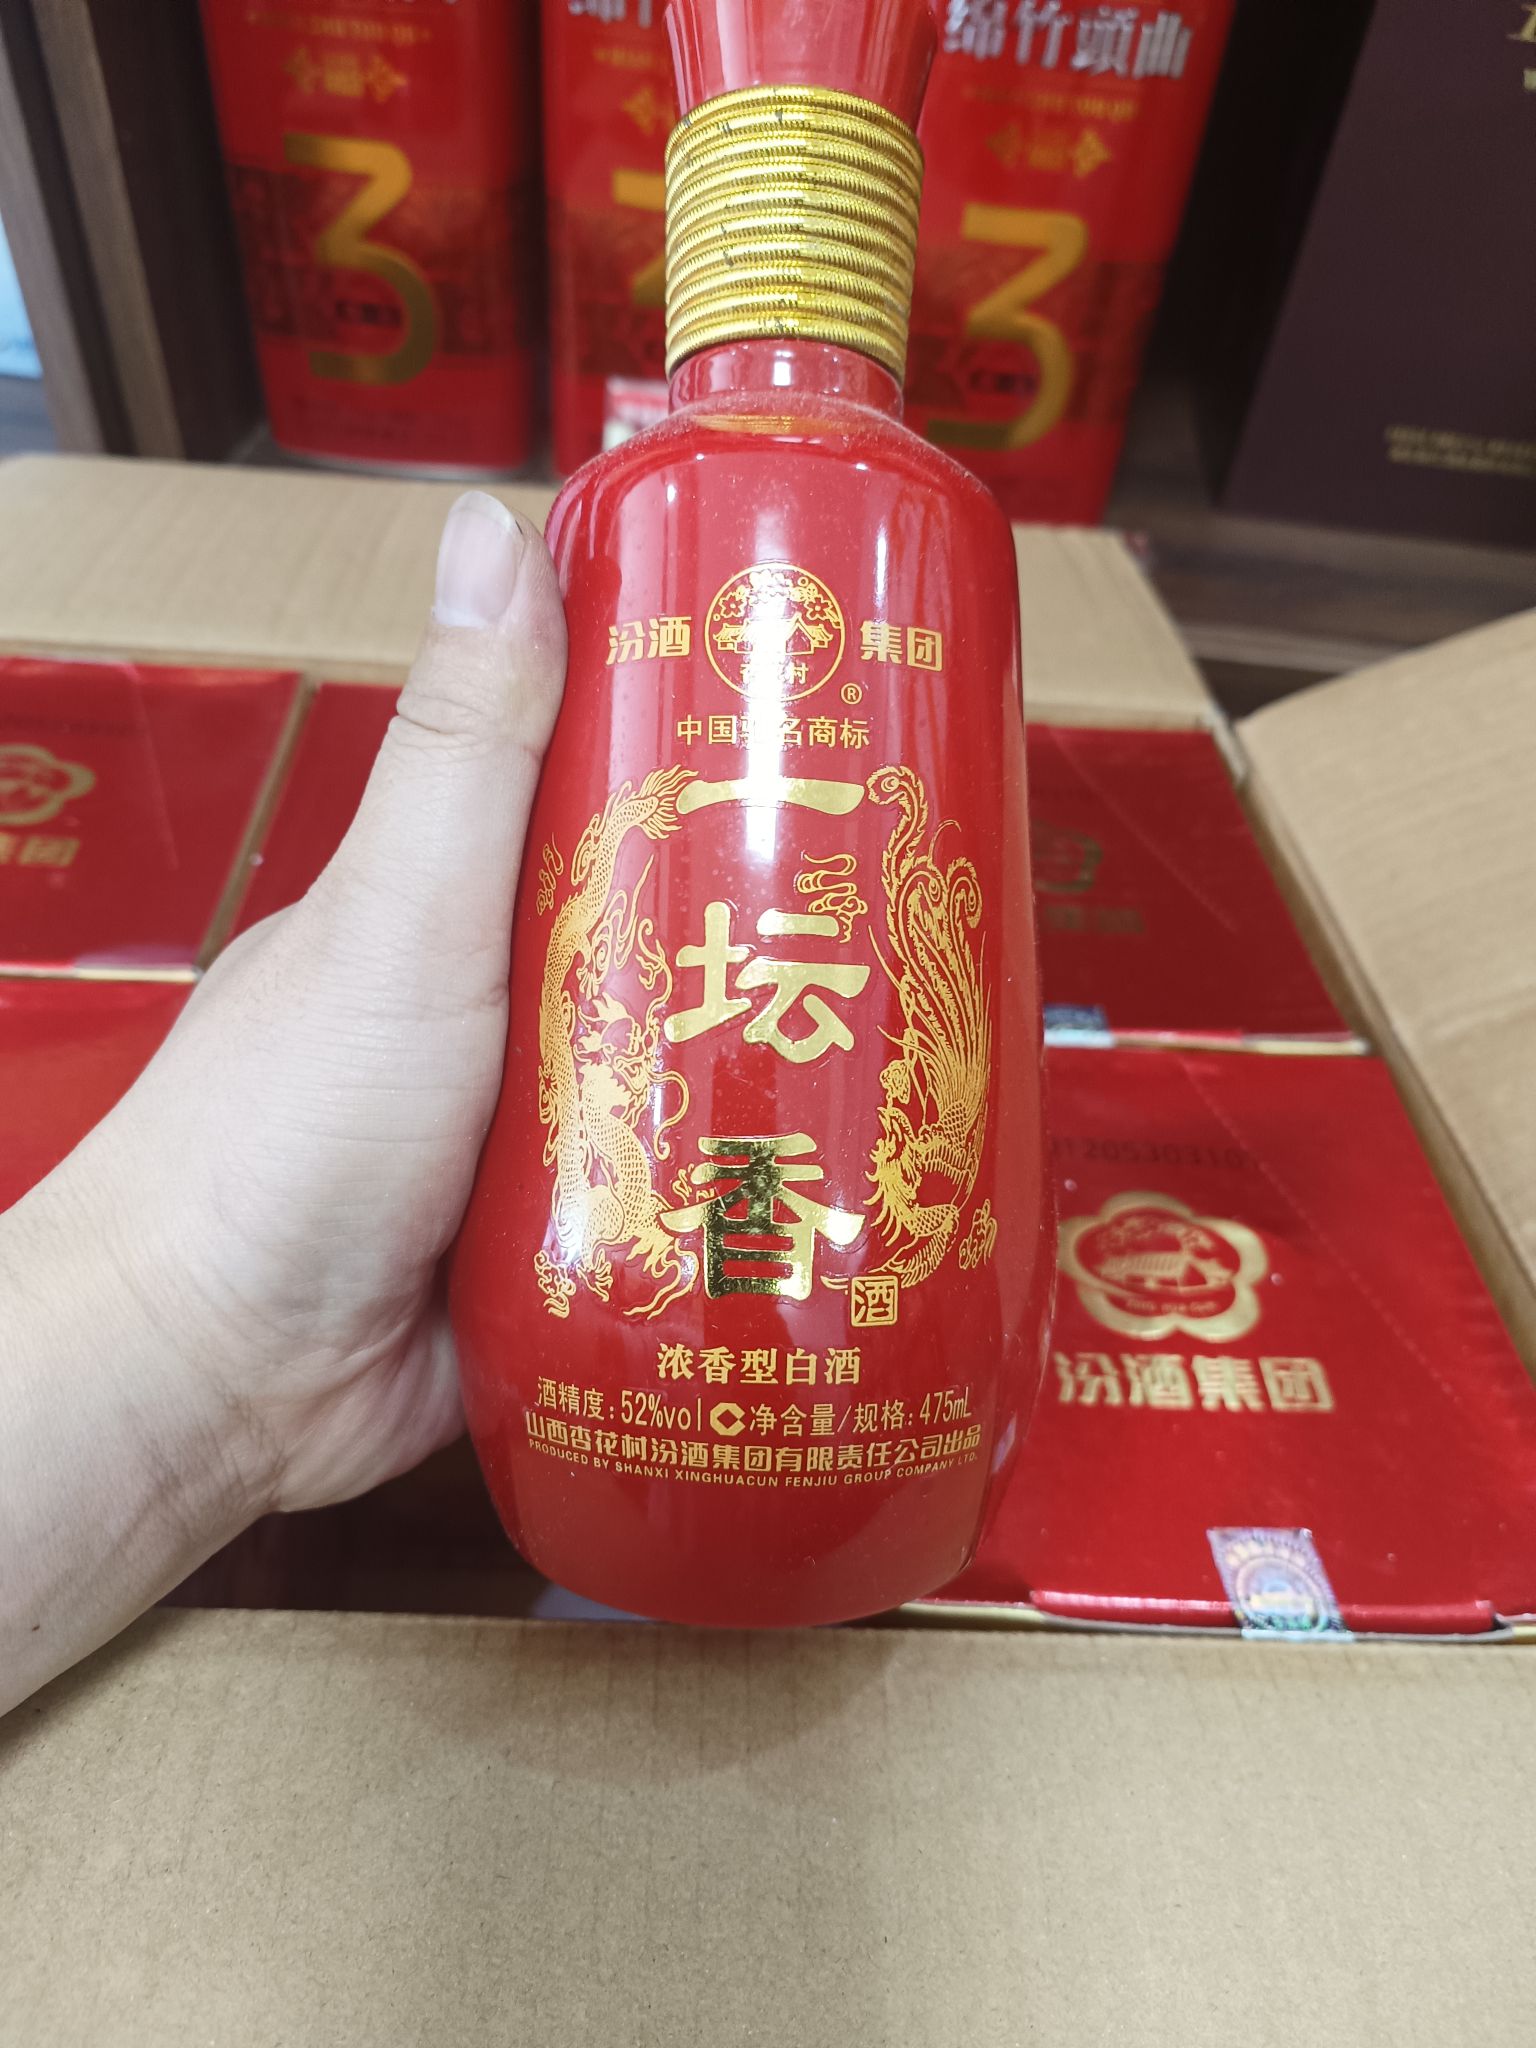 绵竹頭曲
3
3
汾酒
集团
®
中国驰名商标
一
坛
香
酒
浓香型白酒
酒精度:52%vol 净含量/规格:475mL
山西杏花村汾酒集团有限责任公司出品
PRODUCED BY SHANXI XINGHUACUN FENJIU GROUP COMPANY LTD.
集团
汾酒集团